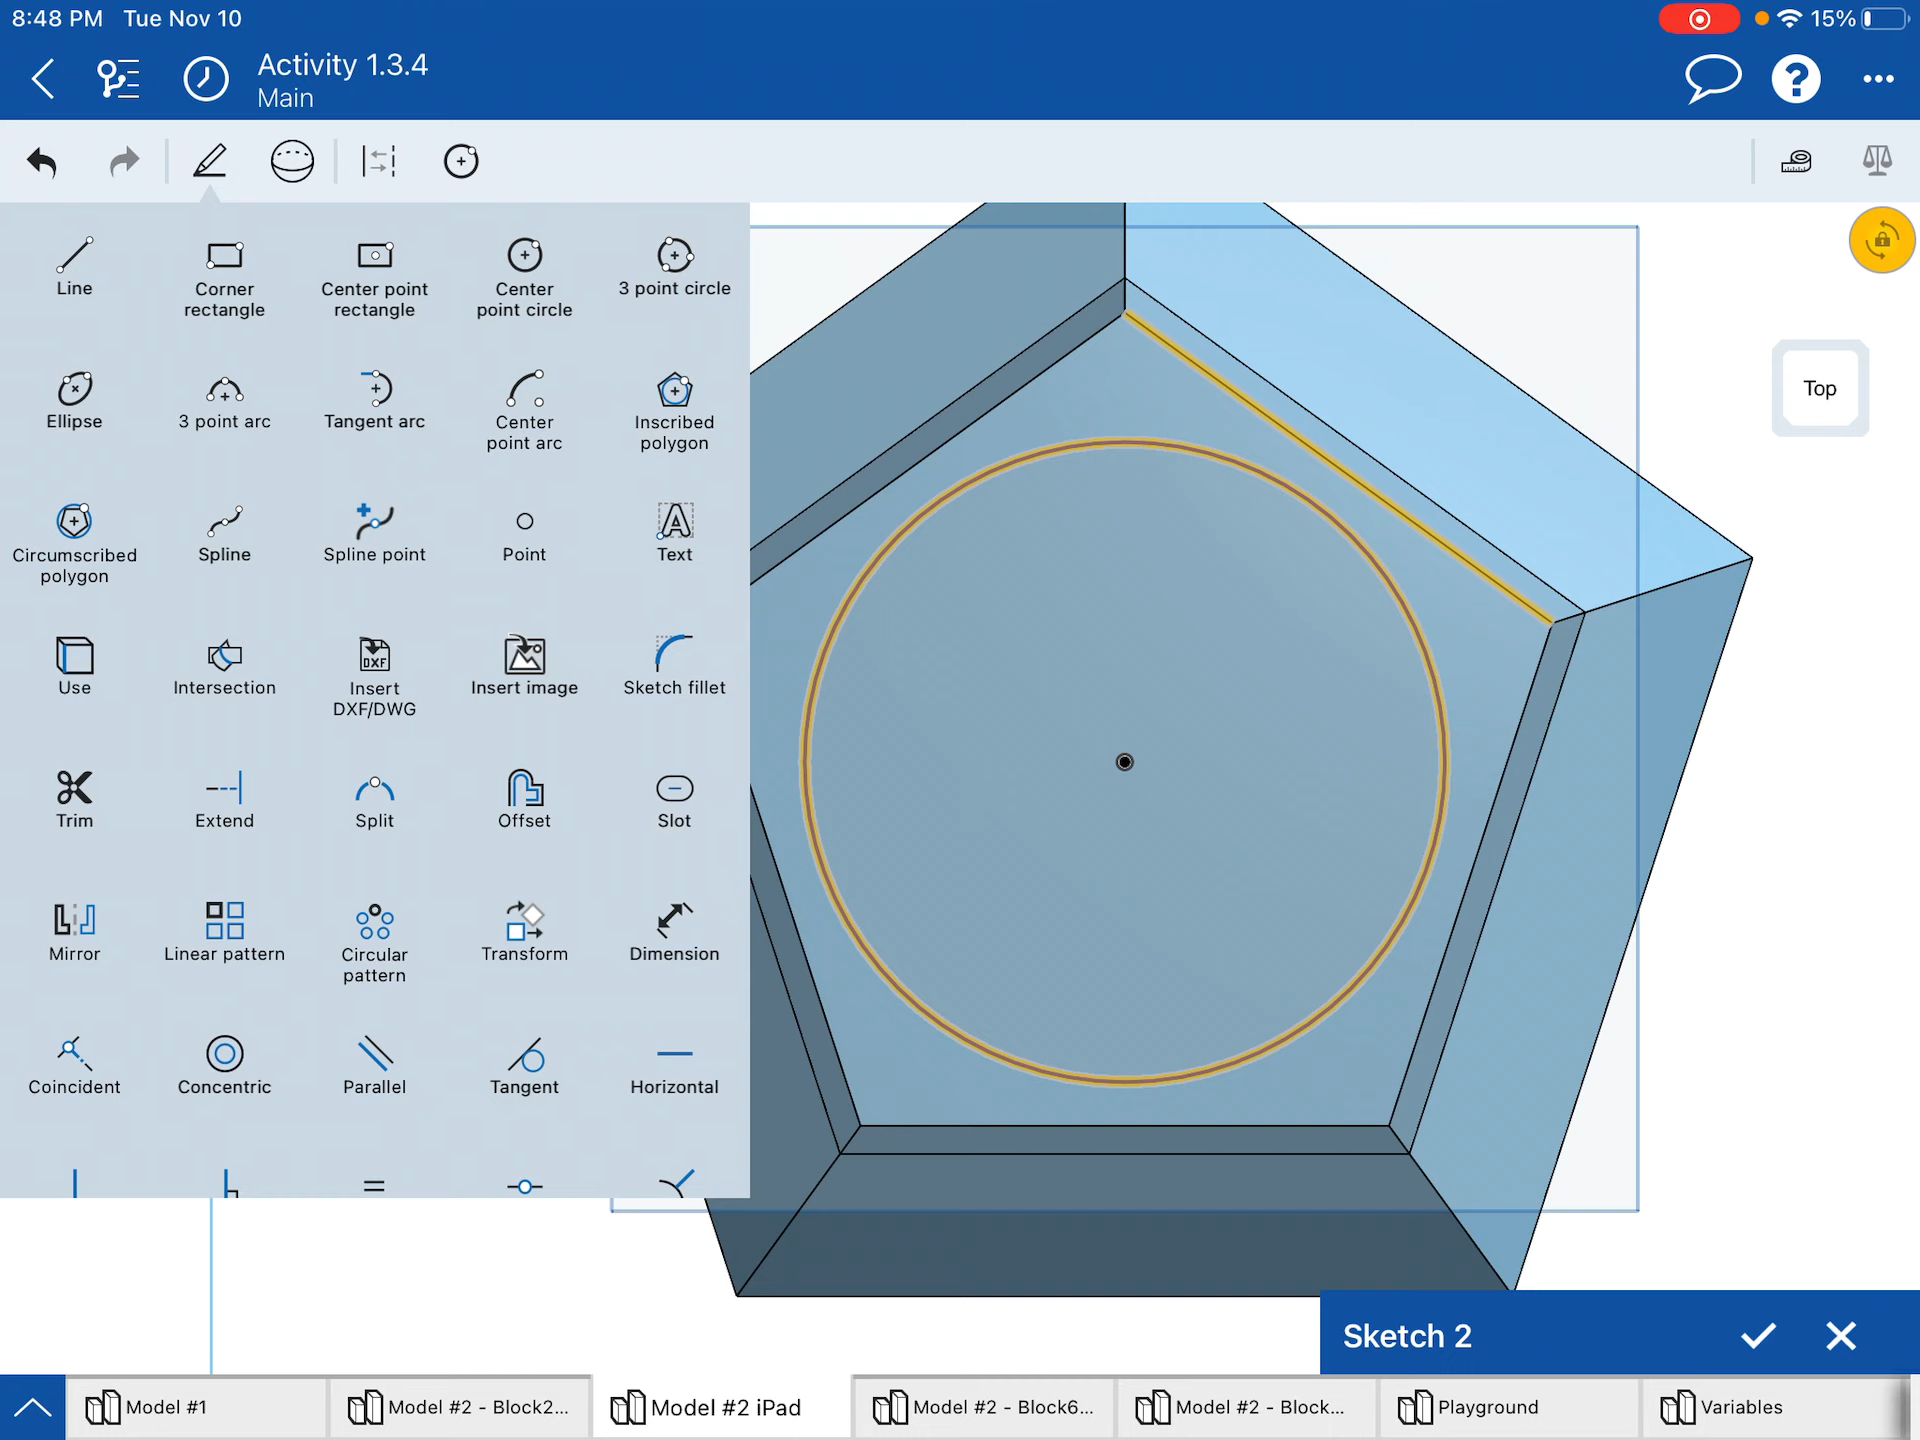 8:48 PM Tue Nov 10
15%
Activity 1.3.4
Main
Line
Corner rectangle
Center point rectangle
Center point circle
3 point circle
Ellipse
3 point arc
Tangent arc
Center point arc
Inscribed polygon
Circumscribed polygon
Spline
Spline point
Point
A
Text
Use
Intersection
DXF
Insert DXF/DWG
Insert image
Sketch fillet
Trim
Extend
Split
Offset
Slot
Mirror
Linear pattern
Circular pattern
Transform
Dimension
Coincident
Concentric
Parallel
Tangent
Horizontal
Top
Sketch 2
Model #1
Model #2 - Block2...
Model #2 iPad
Model #2 - Block6...
Model #2 - Block...
Playground
Variables